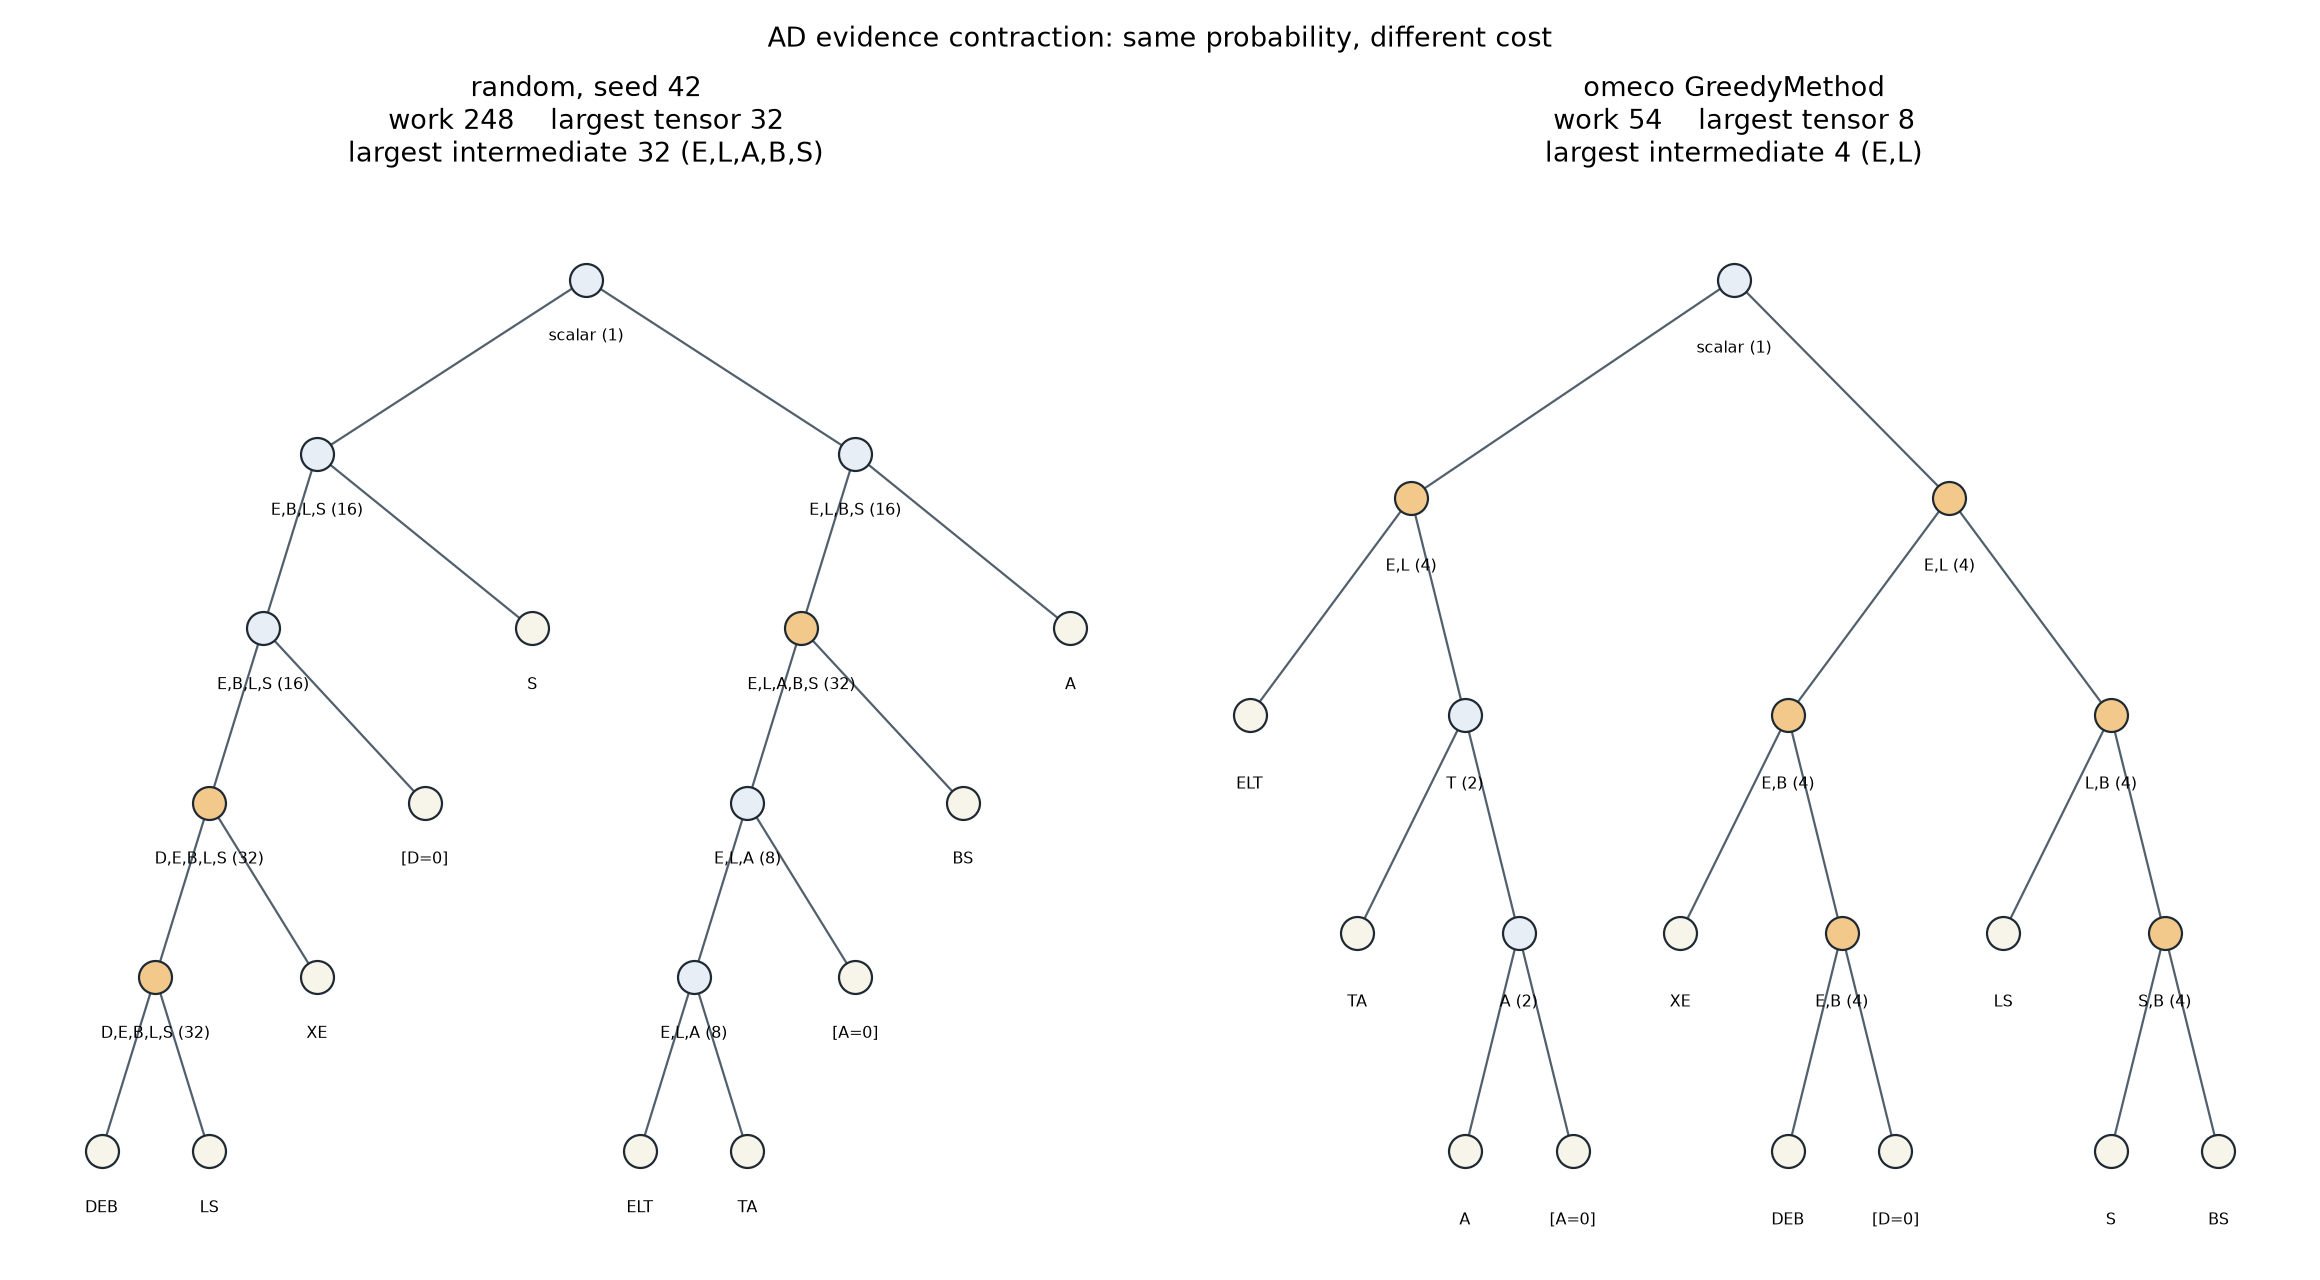 AD evidence contraction: same probability, different cost
random, seed 42
work 248    largest tensor 32
largest intermediate 32 (E,L,A,B,S)
scalar (1)
E,B,L,S (16)
E,L,B,S (16)
E,B,L,S (16)
S
E,L,A,B,S (32)
A
D,E,B,L,S (32)
[D=0]
E,L,A (8)
BS
D,E,B,L,S (32)
XE
E,L,A (8)
[A=0]
DEB
LS
ELT
TA
omeco GreedyMethod
work 54    largest tensor 8
largest intermediate 4 (E,L)
scalar (1)
E,L (4)
E,L (4)
ELT
T (2)
E,B (4)
L,B (4)
TA
A (2)
XE
E,B (4)
LS
S,B (4)
A
[A=0]
DEB
[D=0]
S
BS